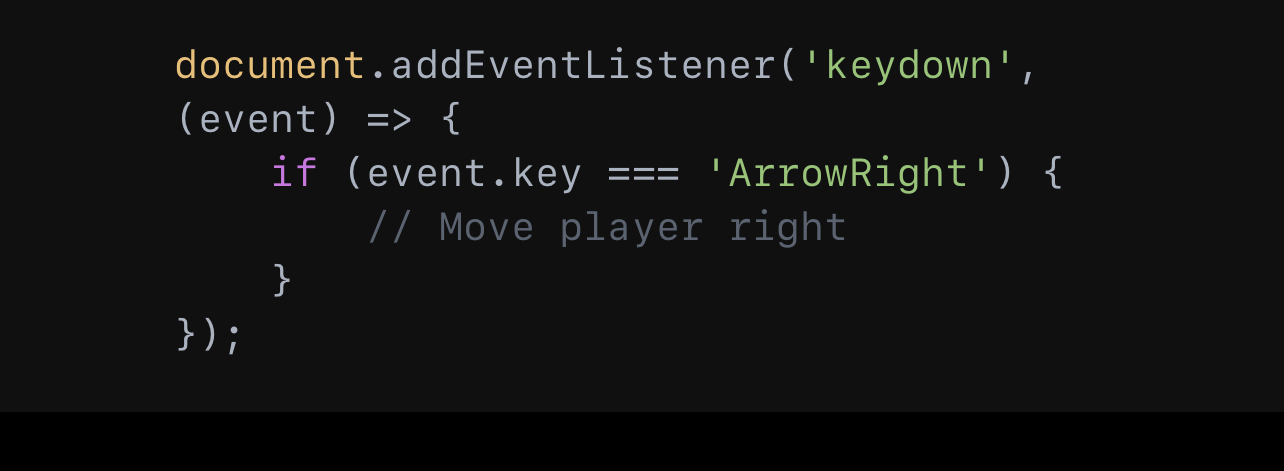 document.addEventListener('keydown',
(event) => {
    if (event.key === 'ArrowRight') {
        // Move player right
    }
});